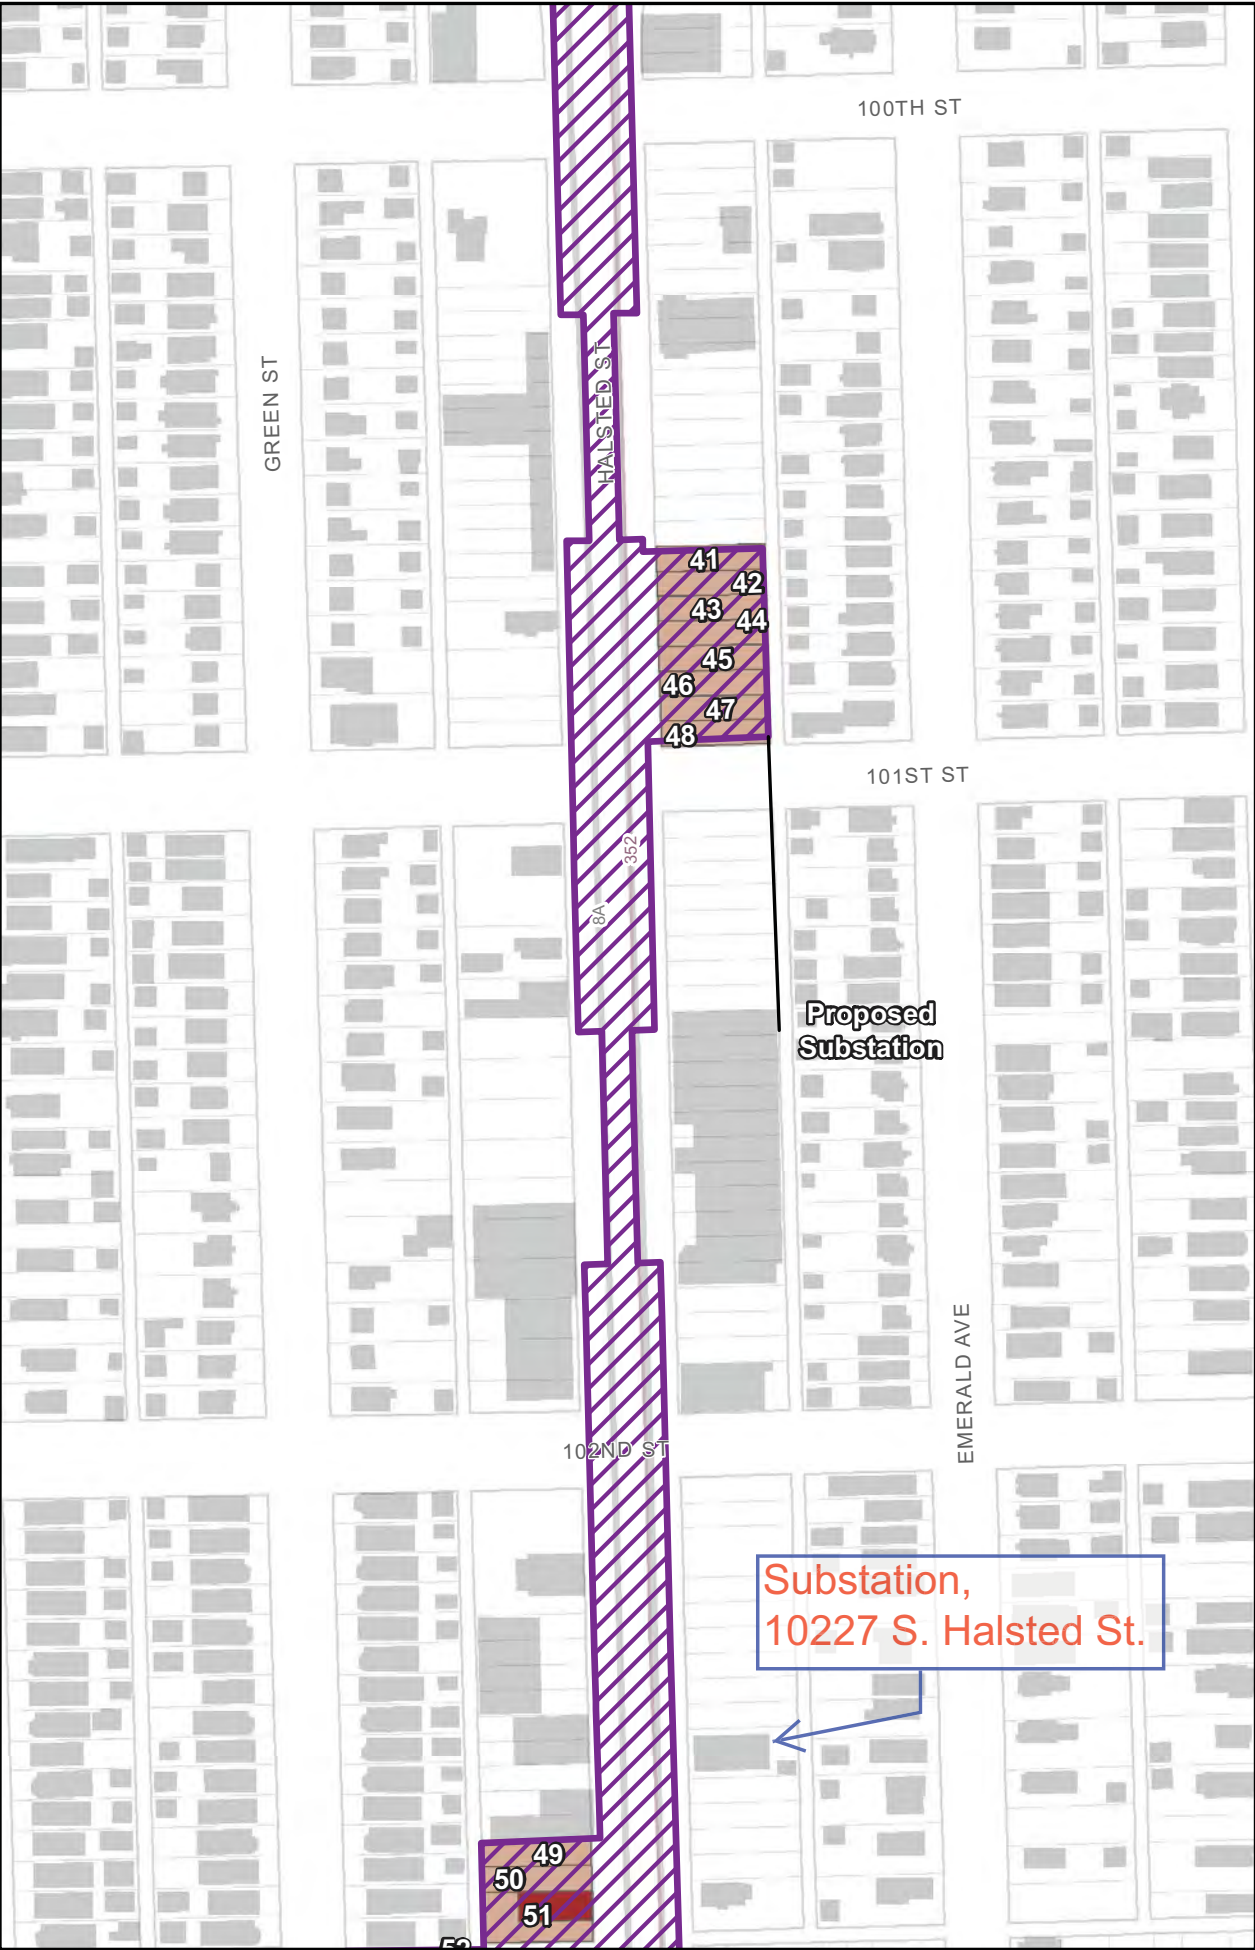 100TH ST
GREEN ST
HALSTED ST
41
42
43
44
45
46
47
48
101ST ST
352
8A
Proposed
Substation
EMERALD AVE
102ND ST
Substation,
10227 S. Halsted St.
49
50
51
52